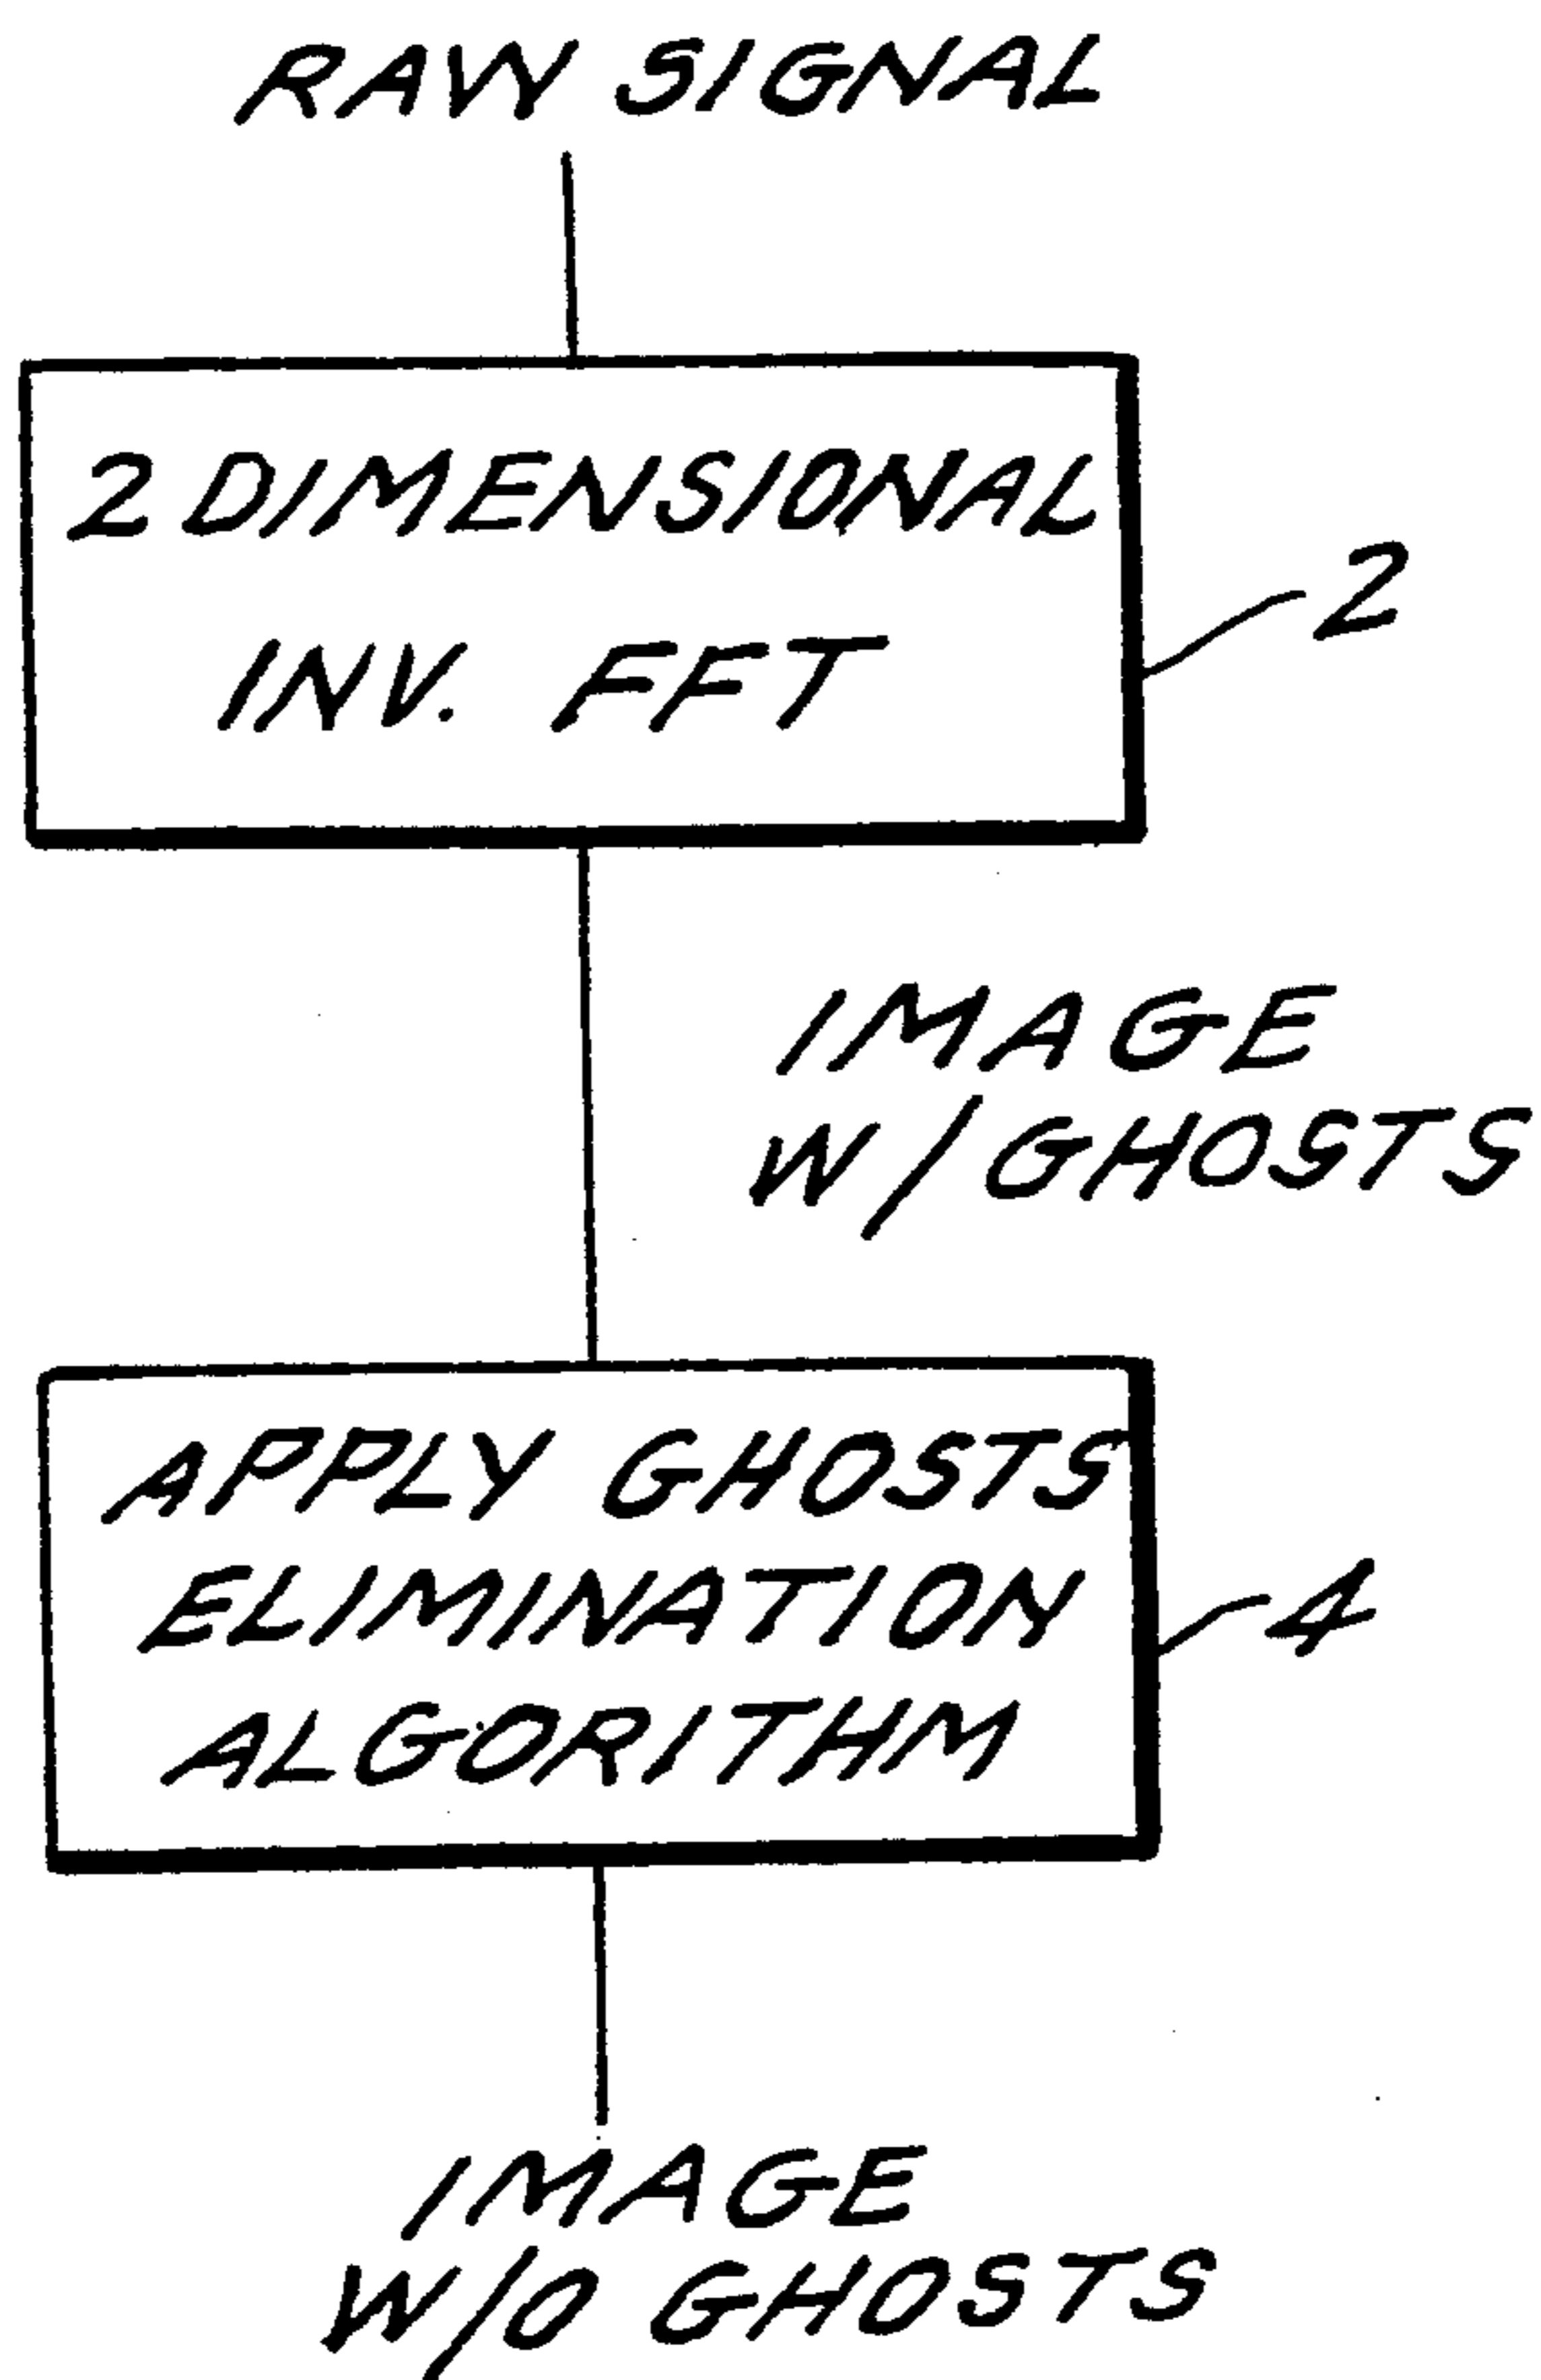 RAW SIGNAL
2 DIMENSIONAL
INV. FFT
2
IMAGE
W/GHOSTS
APPLY GHOSTS
ELIMINATION
ALGORITHM
4
IMAGE
W/O GHOSTS